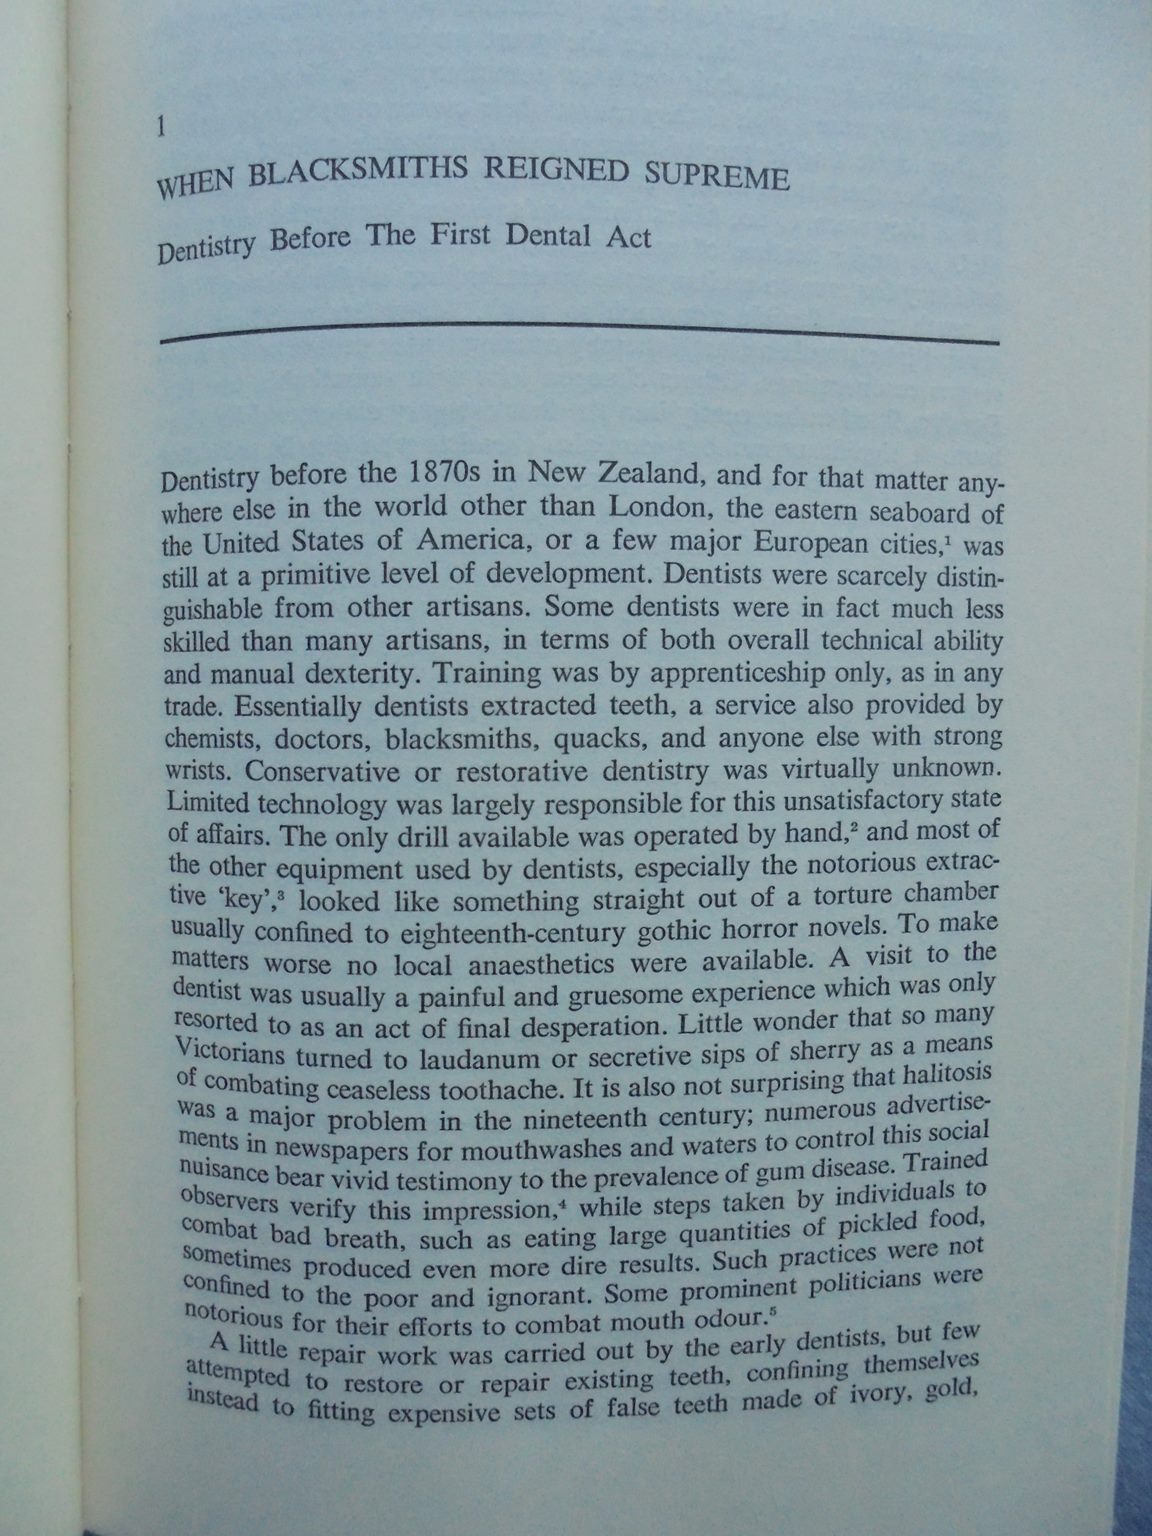 1
WHEN BLACKSMITHS REIGNED SUPREME
Dentistry Before The First Dental Act
Dentistry before the 1870s in New Zealand, and for that matter any-
where else in the world other than London, the eastern seaboard of
the United States of America, or a few major European cities,¹ was
still at a primitive level of development. Dentists were scarcely distin-
guishable from other artisans. Some dentists were in fact much less
skilled than many artisans, in terms of both overall technical ability
and manual dexterity. Training was by apprenticeship only, as in any
trade. Essentially dentists extracted teeth, a service also provided by
chemists, doctors, blacksmiths, quacks, and anyone else with strong
wrists. Conservative or restorative dentistry was virtually unknown.
Limited technology was largely responsible for this unsatisfactory state
of affairs. The only drill available was operated by hand,² and most of
the other equipment used by dentists, especially the notorious extrac-
tive ‘key’,³ looked like something straight out of a torture chamber
usually confined to eighteenth-century gothic horror novels. To make
matters worse no local anaesthetics were available. A visit to the
dentist was usually a painful and gruesome experience which was only
resorted to as an act of final desperation. Little wonder that so many
Victorians turned to laudanum or secretive sips of sherry as a means
of combating ceaseless toothache. It is also not surprising that halitosis
was a major problem in the nineteenth century; numerous advertise-
ments in newspapers for mouthwashes and waters to control this social
nuisance bear vivid testimony to the prevalence of gum disease. Trained
observers verify this impression,⁴ while steps taken by individuals to
combat bad breath, such as eating large quantities of pickled food,
sometimes produced even more dire results. Such practices were not
confined to the poor and ignorant. Some prominent politicians were
notorious for their efforts to combat mouth odour.⁵
A little repair work was carried out by the early dentists, but few
attempted to restore or repair existing teeth, confining themselves
instead to fitting expensive sets of false teeth made of ivory, gold,